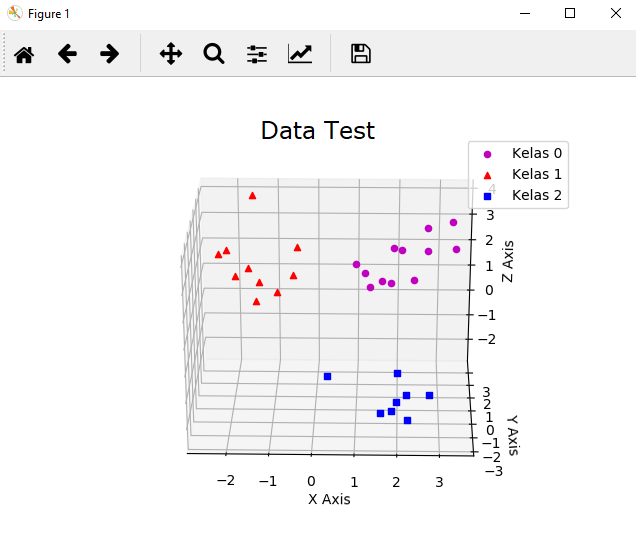 Figure 1
Data Test
Kelas 0
Kelas 1
Kelas 2
4
3
2
1
0
−1
−2
Z Axis
3
2
1
0
−1
−2
−3
Y Axis
−2 −1 0 1 2 3
X Axis